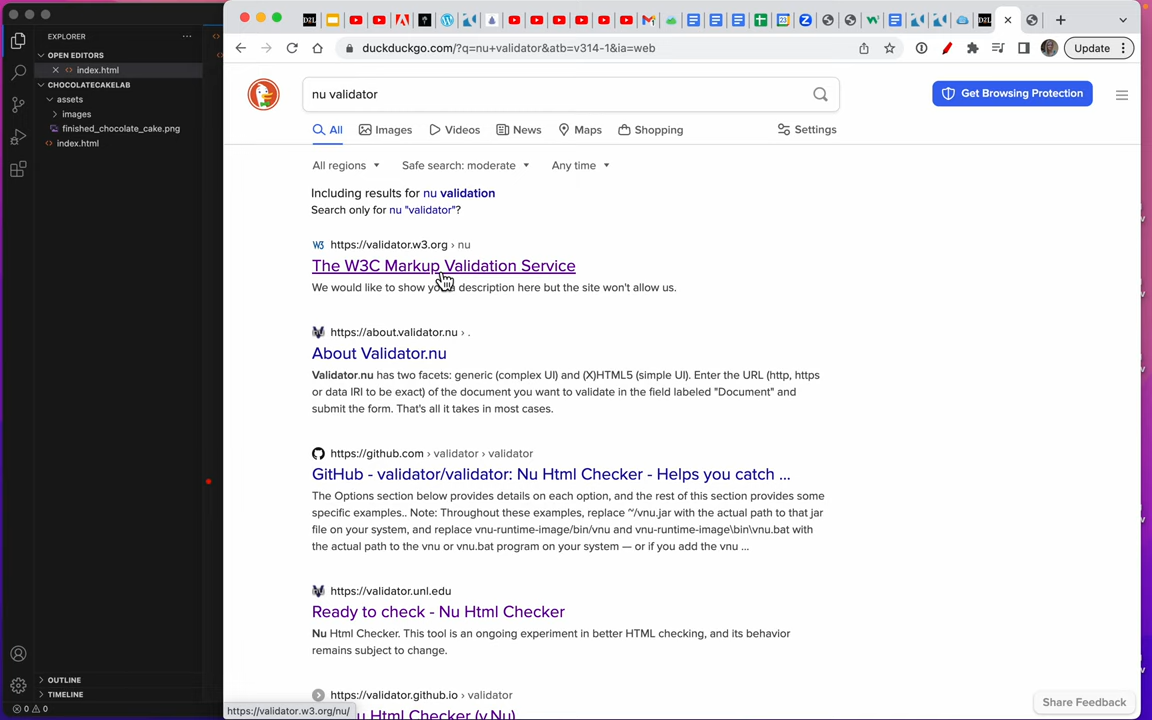 EXPLORER
OPEN EDITORS
index.html
CHOCOLATECAKELAB
assets
images
finished_chocolate_cake.png
index.html
OUTLINE
TIMELINE
0 0
D2L
31
Z
D2L
duckduckgo.com/?q=nu+validator&atb=v314-1&ia=web
Update
nu validator
Get Browsing Protection
All
Images
Videos
News
Maps
Shopping
Settings
All regions
Safe search: moderate
Any time
Including results for nu validation
Search only for nu "validator"?
W3 https://validator.w3.org › nu
The W3C Markup Validation Service
We would like to show you a description here but the site won't allow us.
https://about.validator.nu › .
About Validator.nu
Validator.nu has two facets: generic (complex UI) and (X)HTML5 (simple UI). Enter the URL (http, https
or data IRI to be exact) of the document you want to validate in the field labeled "Document" and
submit the form. That's all it takes in most cases.
https://github.com › validator › validator
GitHub - validator/validator: Nu Html Checker - Helps you catch ...
The Options section below provides details on each option, and the rest of this section provides some
specific examples.. Note: Throughout these examples, replace ~/vnu.jar with the actual path to that jar
file on your system, and replace vnu-runtime-image/bin/vnu and vnu-runtime-image\bin\vnu.bat with
the actual path to the vnu or vnu.bat program on your system — or if you add the vnu ...
https://validator.unl.edu
Ready to check - Nu Html Checker
Nu Html Checker. This tool is an ongoing experiment in better HTML checking, and its behavior
remains subject to change.
https://validator.github.io › validator
u Html Checker (v.Nu)
https://validator.w3.org/nu/
Share Feedback